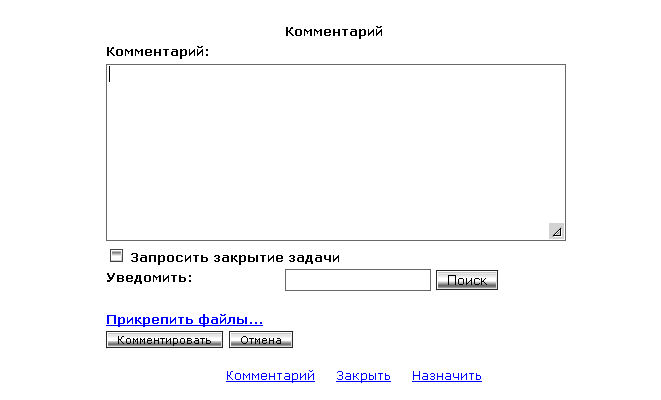 Комментарий
Комментарий:
Запросить закрытие задачи
Уведомить: Поиск
Прикрепить файлы...
Комментировать Отмена
Комментарий Закрыть Назначить